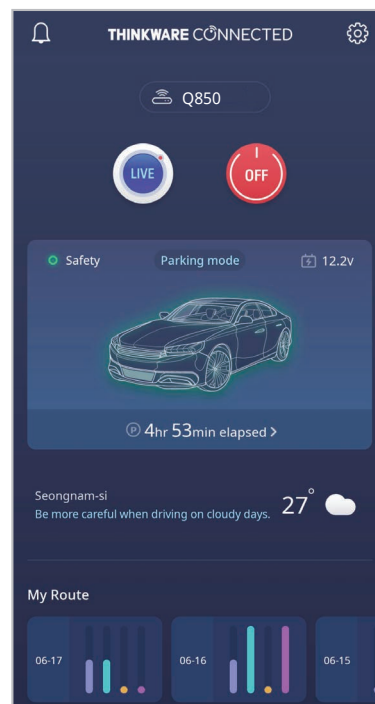 THINKWARE CONNECTED
Q850
LIVE
OFF
Safety
Parking mode
12.2v
P 4hr 53min elapsed >
Seongnam-si
Be more careful when driving on cloudy days.
27°
My Route
06-17
06-16
06-15